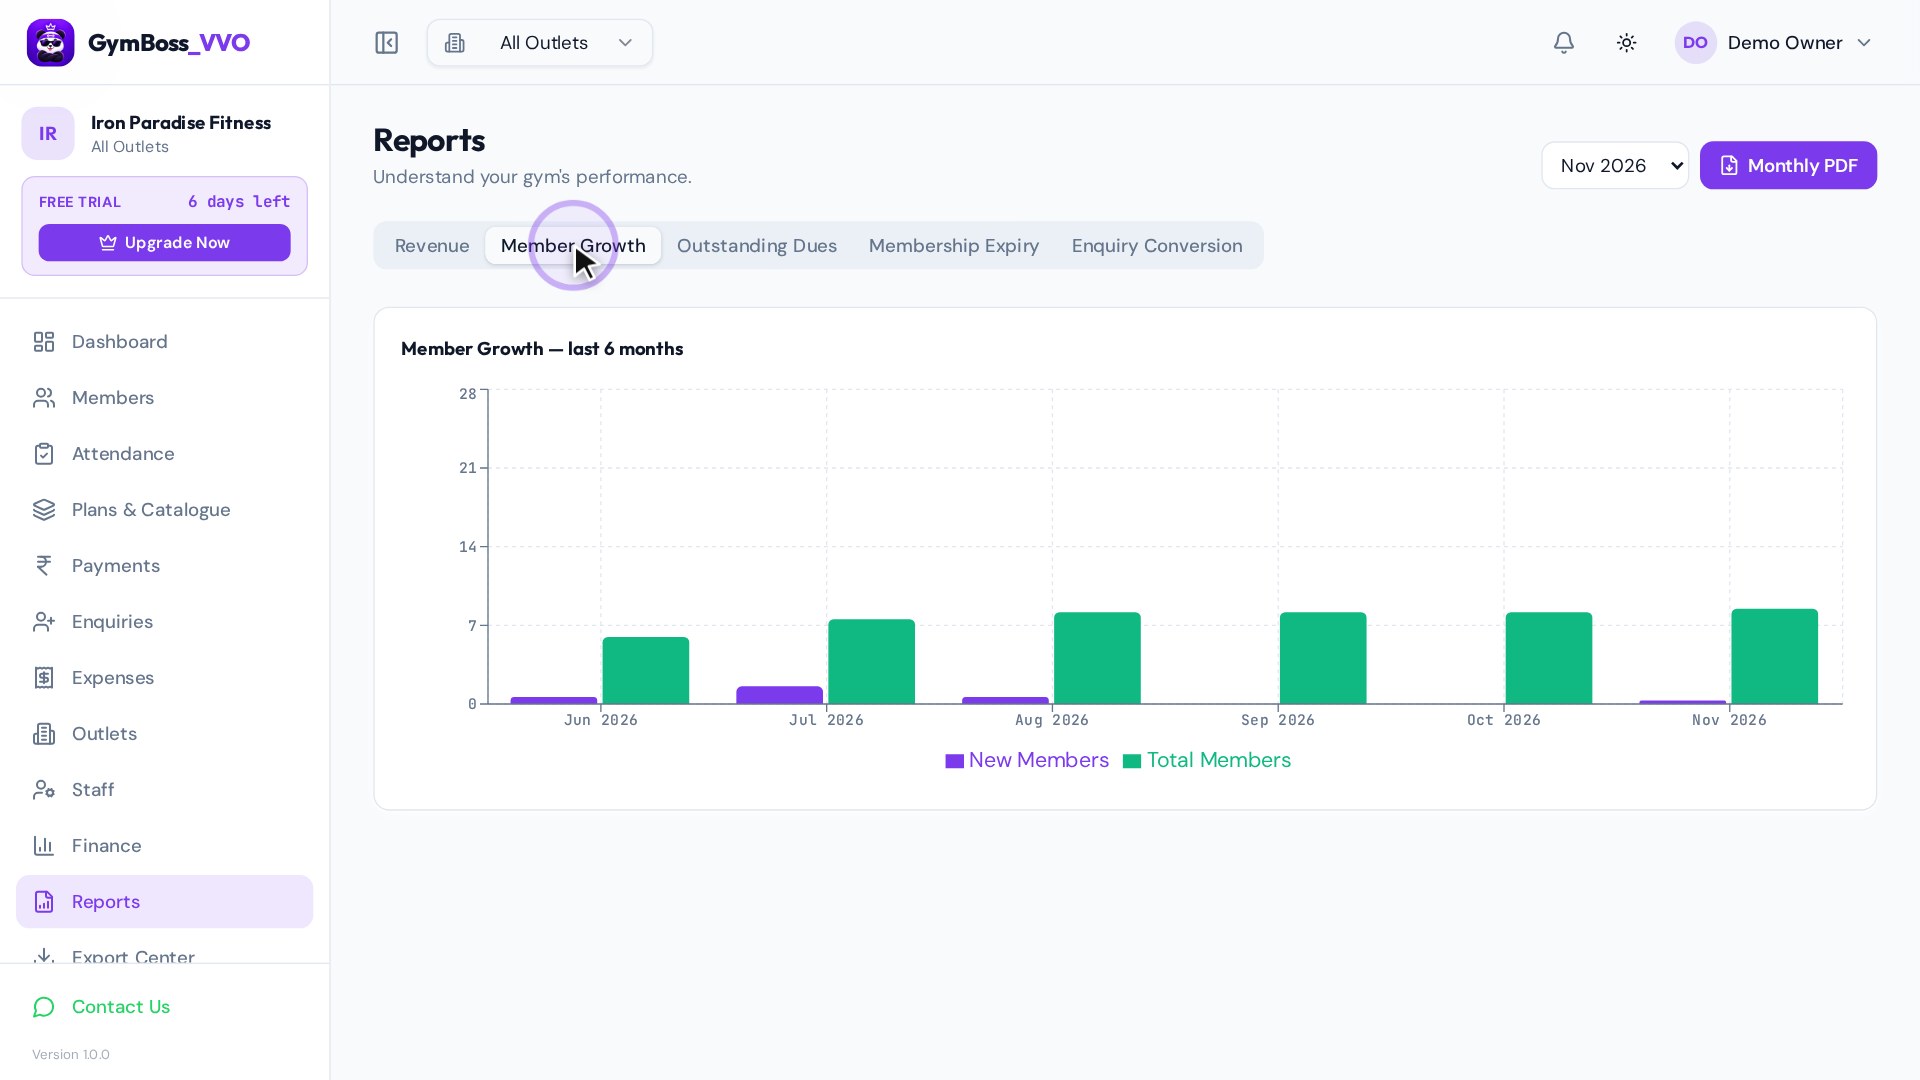 GymBoss_VVO
All Outlets
DO
Demo Owner
IR
Iron Paradise Fitness
All Outlets
FREE TRIAL
6 days left
Upgrade Now
Dashboard
Members
Attendance
Plans & Catalogue
Payments
Enquiries
Expenses
Outlets
Staff
Finance
Reports
Export Center
Contact Us
Version 1.0.0
Reports
Understand your gym's performance.
Nov 2026
Monthly PDF
Revenue
Member Growth
Outstanding Dues
Membership Expiry
Enquiry Conversion
Member Growth — last 6 months
28
21
14
7
0
Jun 2026
Jul 2026
Aug 2026
Sep 2026
Oct 2026
Nov 2026
New Members
Total Members